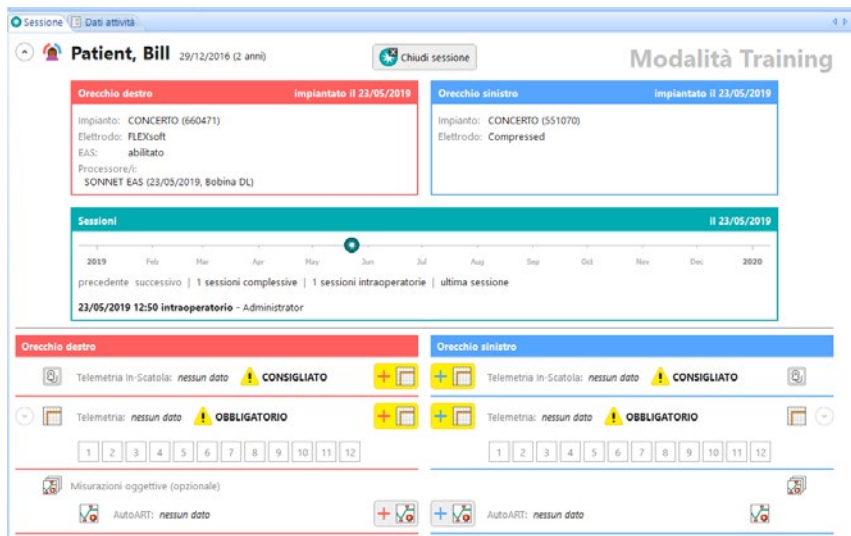 Sessione Dati attività
Patient, Bill 29/12/2016 (2 anni) Chiudi sessione Modalità Training
Orecchio destro impiantato il 23/05/2019
Impianto: CONCERTO (660471)
Elettrodo: FLEXsoft
EAS: abilitato
Processore/i:
SONNET EAS (23/05/2019, Bobina DL)
Orecchio sinistro impiantato il 23/05/2019
Impianto: CONCERTO (551070)
Elettrodo: Compressed
Sessioni il 23/05/2019
2019 Feb Mar Apr May Jun Jul Aug Sep Oct Nov Dec 2020
precedente successivo | 1 sessioni complessive | 1 sessioni intraoperatorie | ultima sessione
23/05/2019 12:50 intraoperatorio - Administrator
Orecchio destro
Telemetria In-Scatola: nessun dato CONSIGLIATO
Telemetria: nessun dato OBBLIGATORIO
1 2 3 4 5 6 7 8 9 10 11 12
Misurazioni oggettive (opzionale)
AutoART: nessun dato
Orecchio sinistro
Telemetria In-Scatola: nessun dato CONSIGLIATO
Telemetria: nessun dato OBBLIGATORIO
1 2 3 4 5 6 7 8 9 10 11 12
AutoART: nessun dato